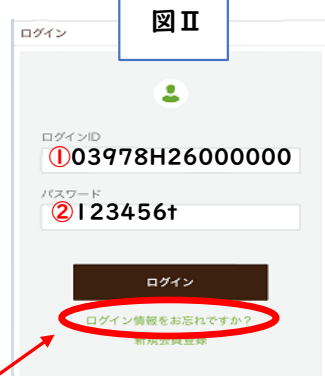 図Ⅱ
ログイン
ログインID
①03978H26000000
パスワード
②123456t
ログイン
ログイン情報をお忘れですか?
新規会員登録